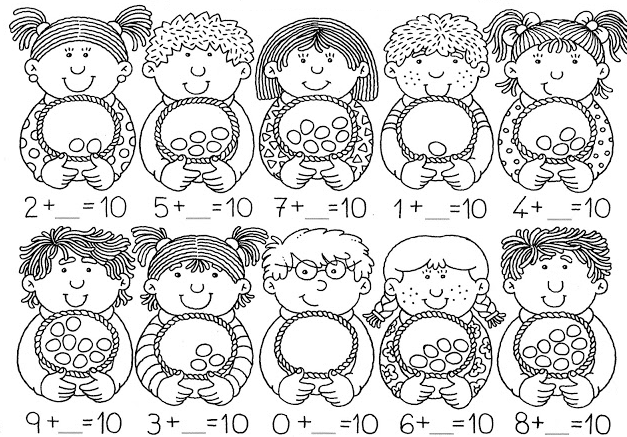 2 + __ = 10 5 + __ = 10 7 + __ = 10 1 + __ = 10 4 + __ = 10
9 + __ = 10 3 + __ = 10 0 + __ = 10 6 + __ = 10 8 + __ = 10